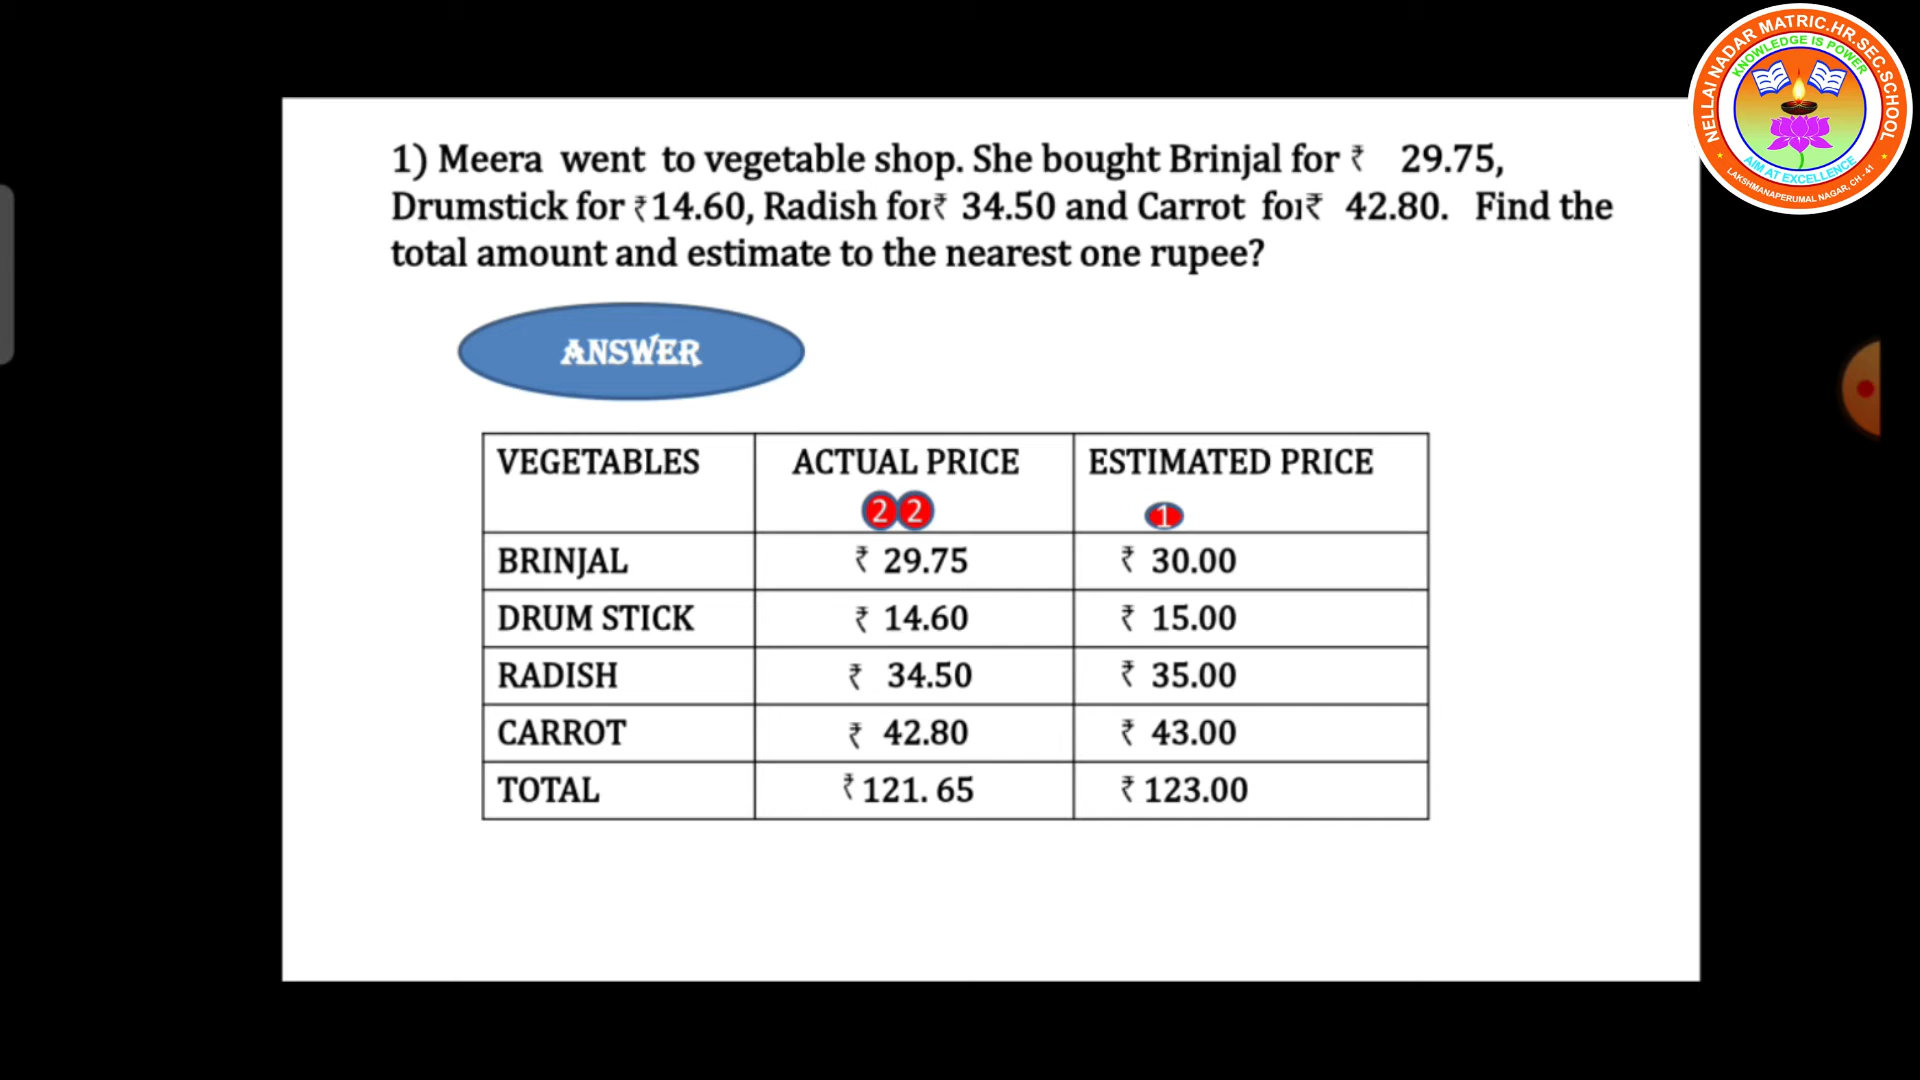 NELLAI NADAR MATRIC.HR.SEC.SCHOOL
KNOWLEDGE IS POWER
AIM AT EXCELLENCE
LAKSHMANAPERUMAL NAGAR, CH - 41
1) Meera went to vegetable shop. She bought Brinjal for ₹ 29.75,
Drumstick for ₹14.60, Radish for₹ 34.50 and Carrot for₹ 42.80. Find the
total amount and estimate to the nearest one rupee?
ANSWER
VEGETABLES ACTUAL PRICE ESTIMATED PRICE
2 2 1
BRINJAL ₹ 29.75 ₹ 30.00
DRUM STICK ₹ 14.60 ₹ 15.00
RADISH ₹ 34.50 ₹ 35.00
CARROT ₹ 42.80 ₹ 43.00
TOTAL ₹ 121. 65 ₹ 123.00